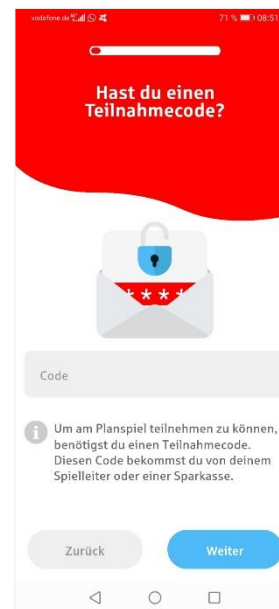 vodafone.de 71 % 08:51
Hast du einen
Teilnahmecode?
****
Code
Um am Planspiel teilnehmen zu können,
benötigst du einen Teilnahmecode.
Diesen Code bekommst du von deinem
Spielleiter oder einer Sparkasse.
Zurück Weiter